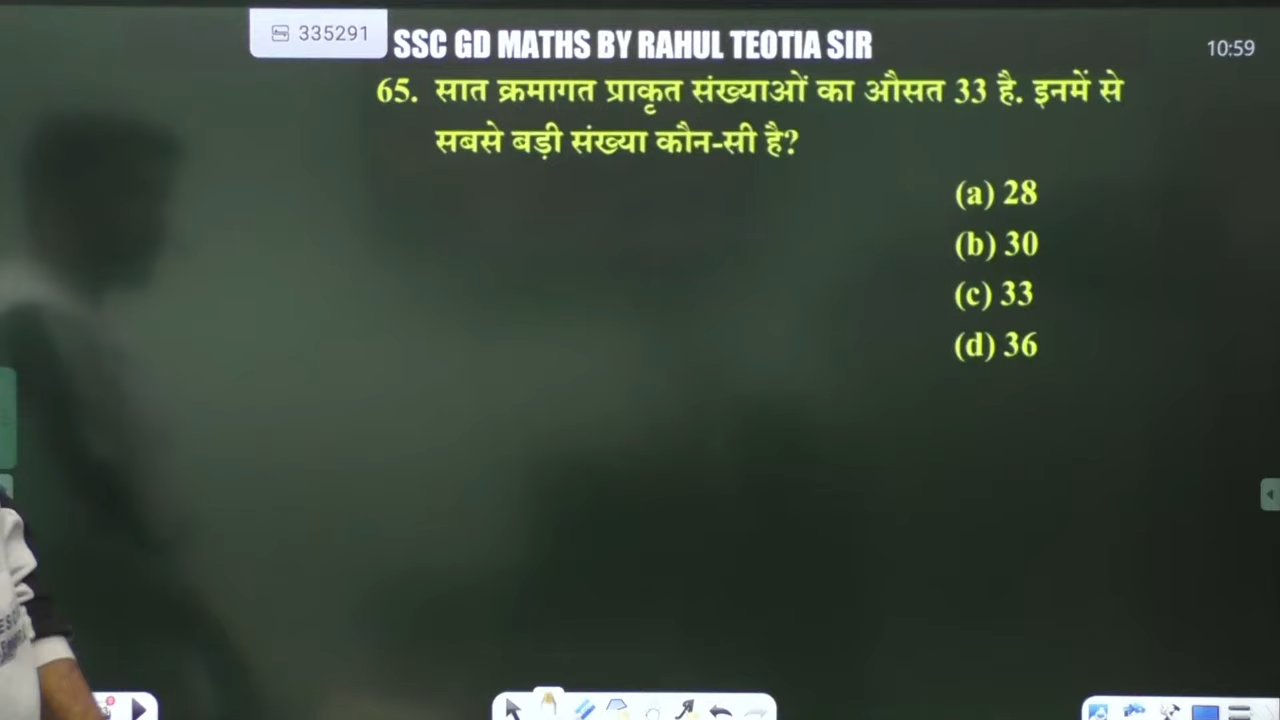 335291
SSC GD MATHS BY RAHUL TEOTIA SIR
10:59
65. सात क्रमागत प्राकृत संख्याओं का औसत 33 है. इनमें से
सबसे बड़ी संख्या कौन-सी है?
(a) 28
(b) 30
(c) 33
(d) 36